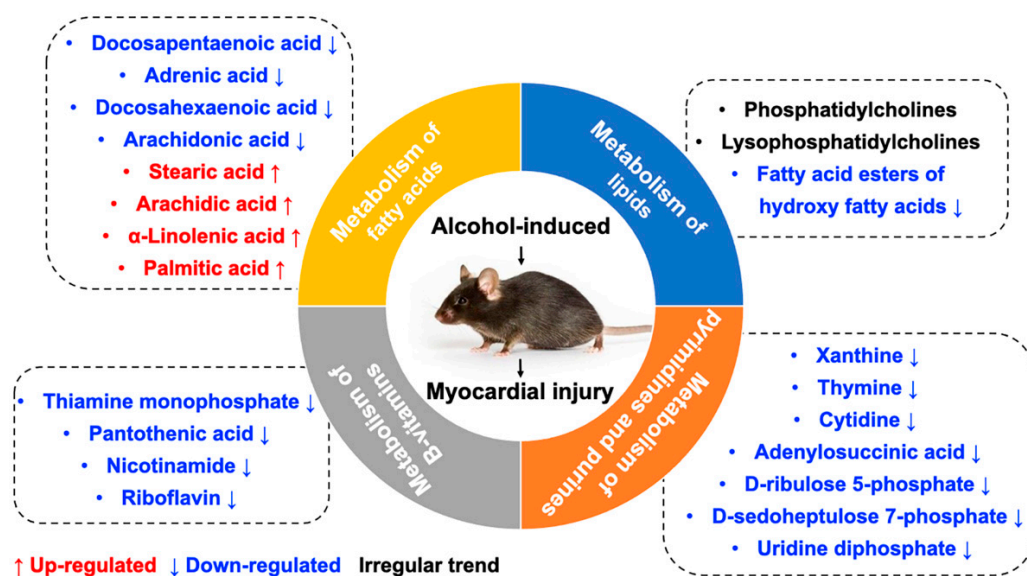 • Docosapentaenoic acid ↓
• Adrenic acid ↓
• Docosahexaenoic acid ↓
• Arachidonic acid ↓
• Stearic acid ↑
• Arachidic acid ↑
• α-Linolenic acid ↑
• Palmitic acid ↑
Metabolism of
fatty acids
Metabolism of
lipids
• Phosphatidylcholines
• Lysophosphatidylcholines
• Fatty acid esters of
hydroxy fatty acids ↓
Alcohol-induced
Myocardial injury
• Thiamine monophosphate ↓
• Pantothenic acid ↓
• Nicotinamide ↓
• Riboflavin ↓
Metabolism of
B-vitamins
Metabolism of
pyrimidines and purines
• Xanthine ↓
• Thymine ↓
• Cytidine ↓
• Adenylosuccinic acid ↓
• D-ribulose 5-phosphate ↓
• D-sedoheptulose 7-phosphate ↓
• Uridine diphosphate ↓
↑ Up-regulated ↓ Down-regulated Irregular trend